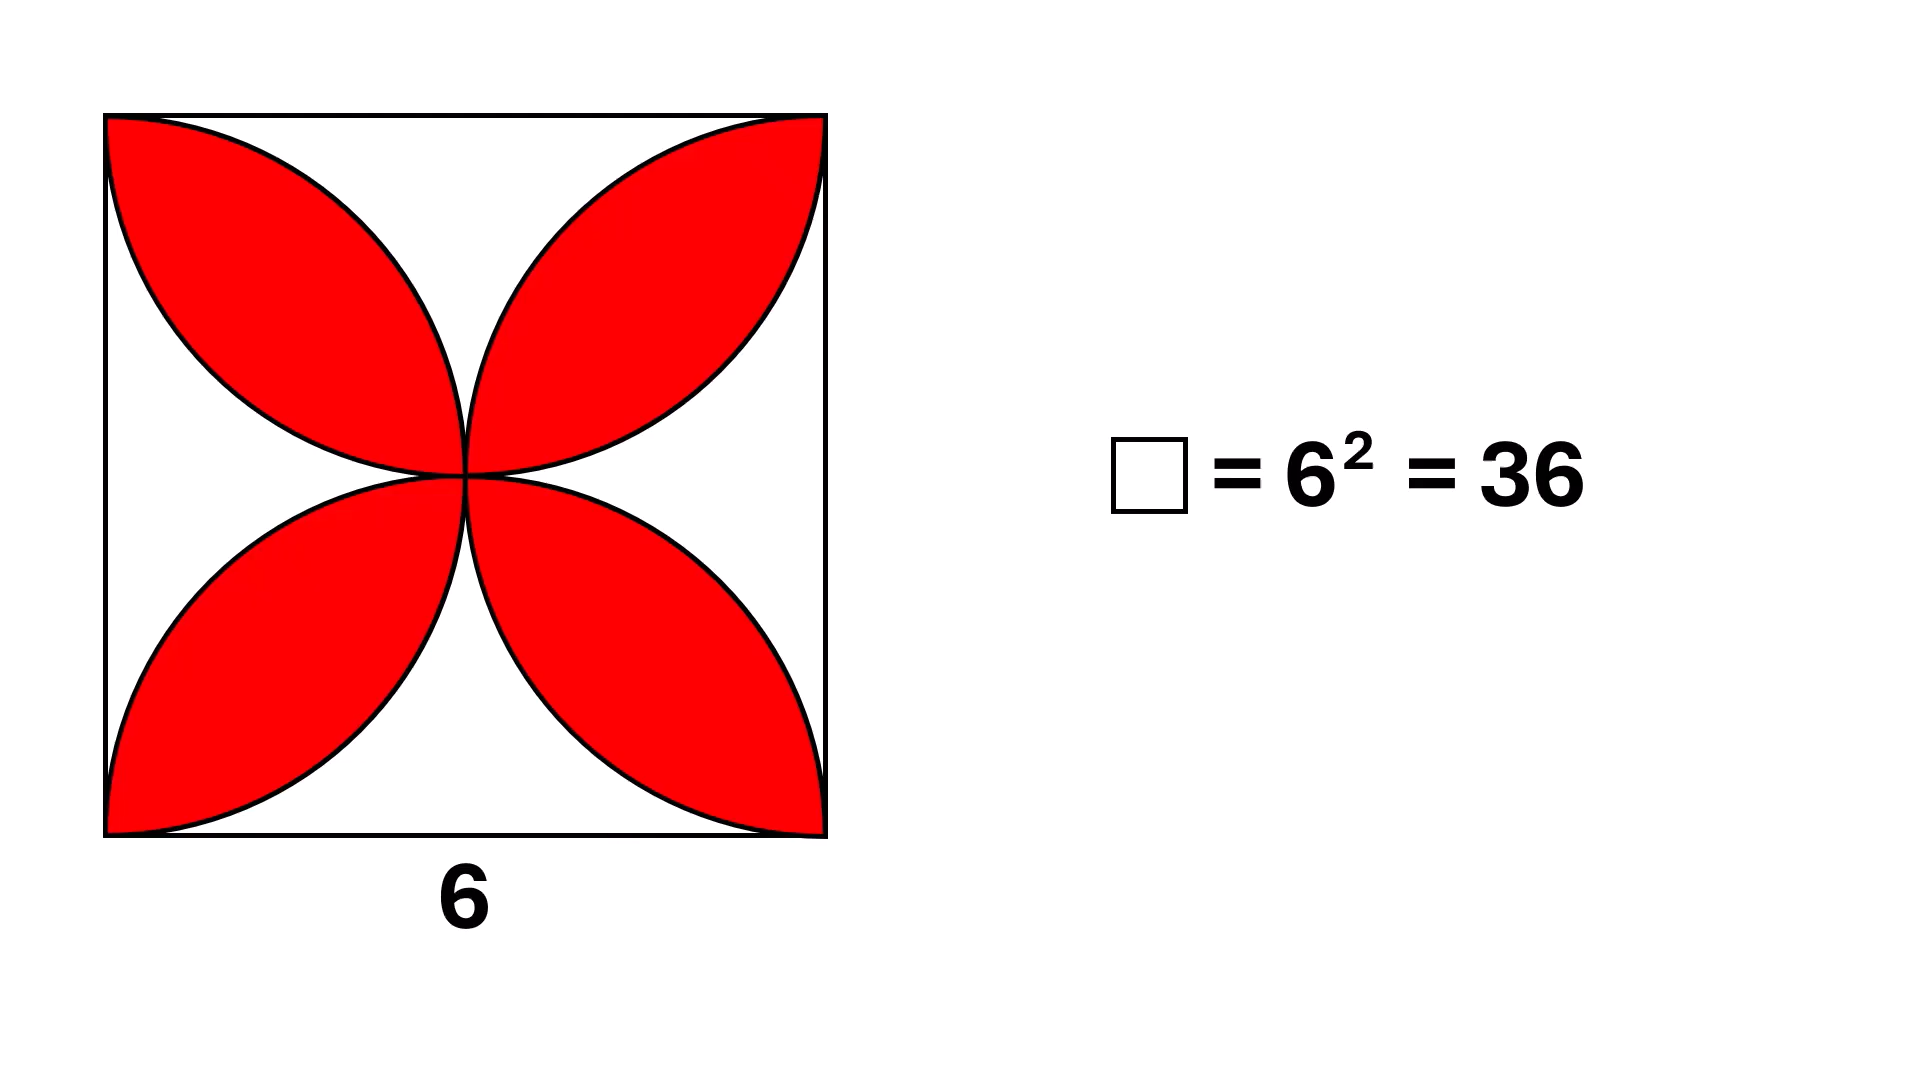 = 6² = 36
6